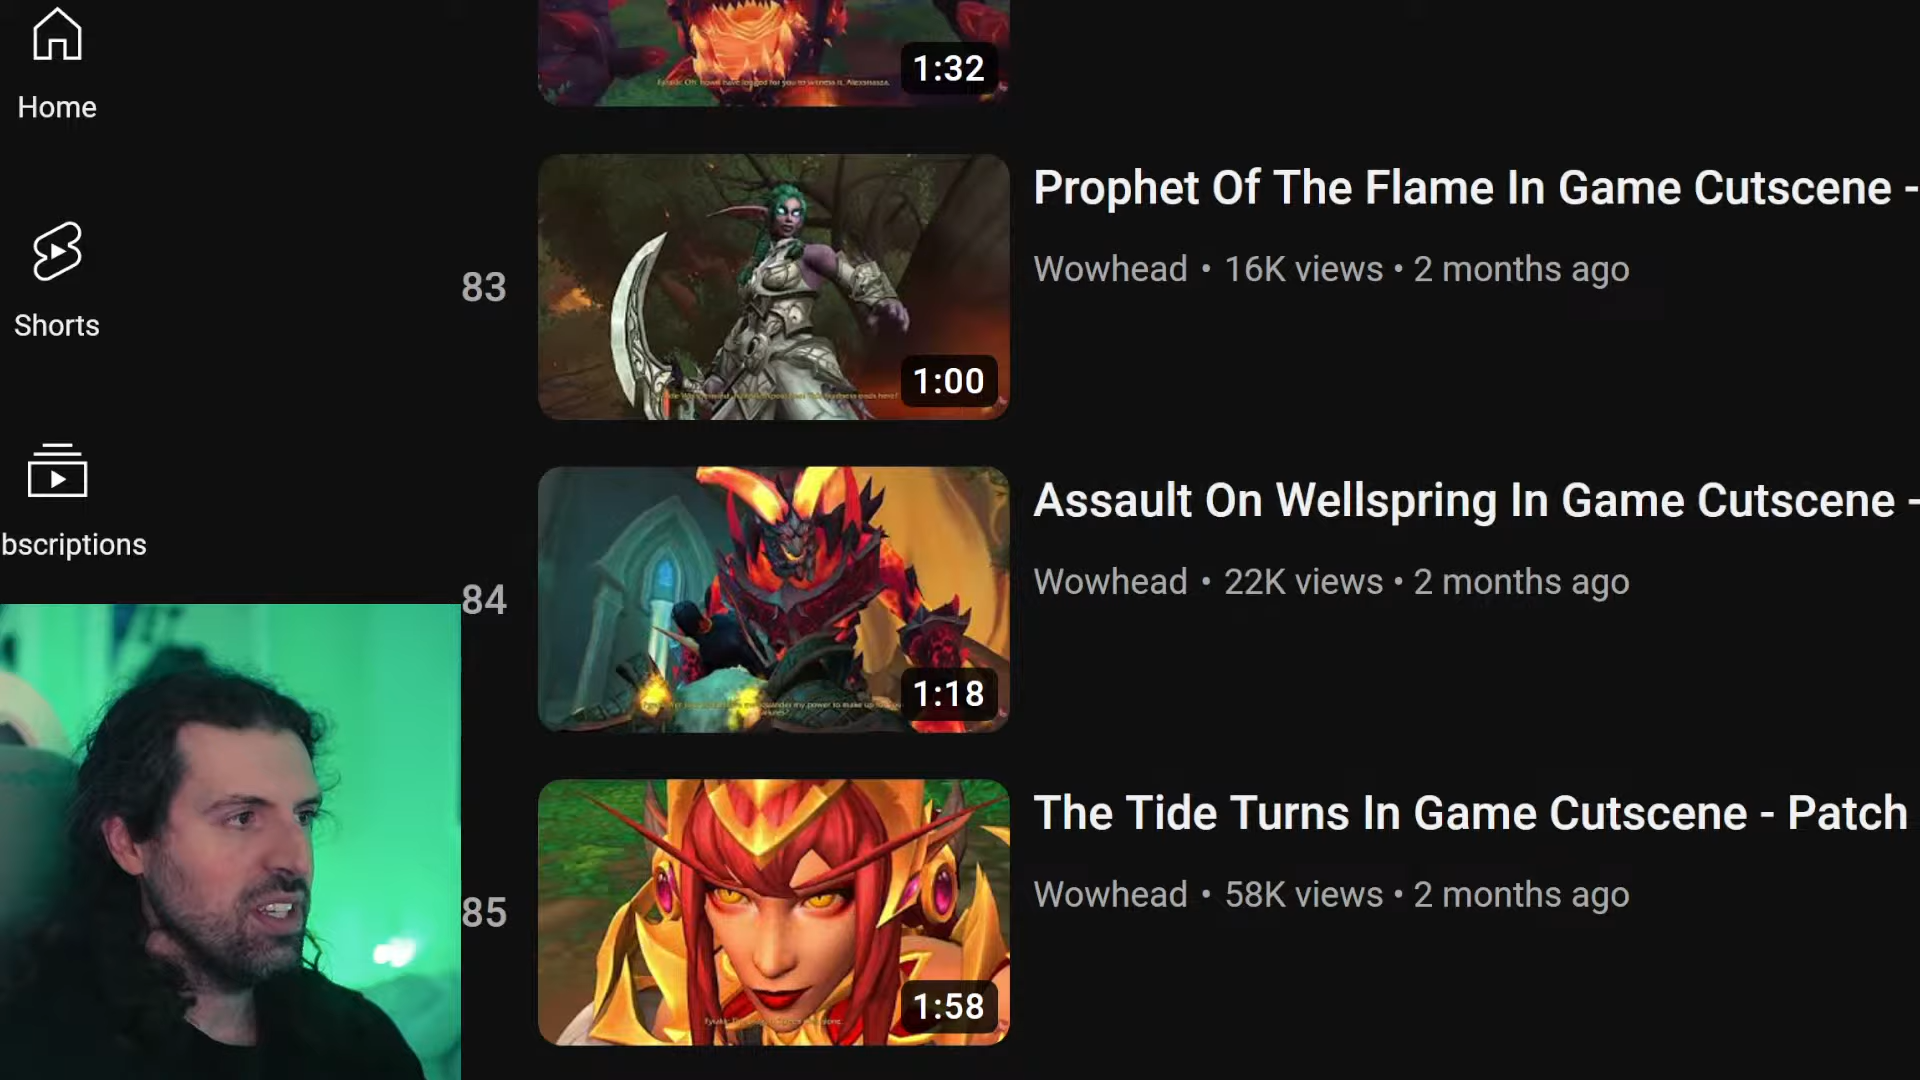 Home
Shorts
bscriptions
1:32
83
1:00
Prophet Of The Flame In Game Cutscene -
Wowhead • 16K views • 2 months ago
84
1:18
Assault On Wellspring In Game Cutscene -
Wowhead • 22K views • 2 months ago
85
1:58
The Tide Turns In Game Cutscene - Patch
Wowhead • 58K views • 2 months ago